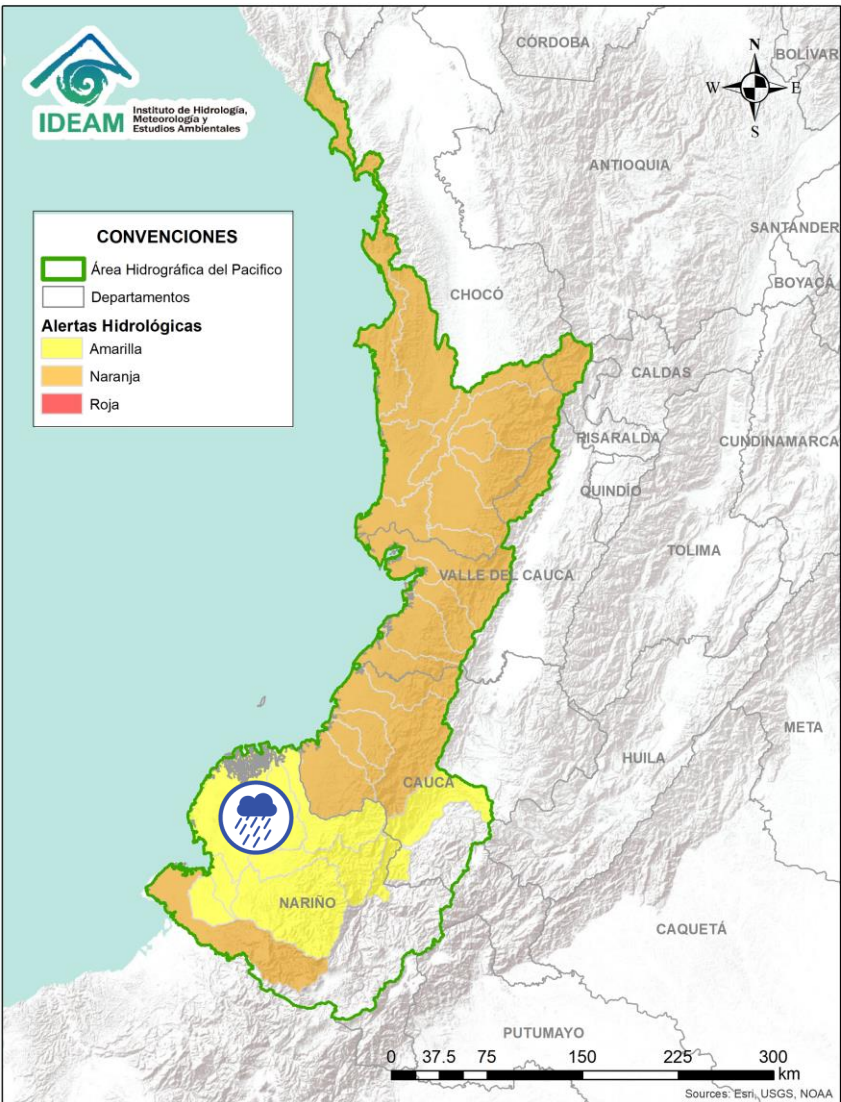 IDEAM
Instituto de Hidrología,
Meteorología y
Estudios Ambientales
N
W
E
S
CÓRDOBA
BOLÍVAR
ANTIOQUIA
SANTANDER
BOYACÁ
CHOCÓ
CONVENCIONES
Área Hidrográfica del Pacifico
Departamentos
Alertas Hidrológicas
Amarilla
Naranja
Roja
CALDAS
RISARALDA
CUNDINAMARCA
QUINDÍO
TOLIMA
VALLE DEL CAUCA
META
HUILA
CAUCA
NARIÑO
CAQUETÁ
PUTUMAYO
0 37.5 75 150 225 300
km
Sources: Esri, USGS, NOAA